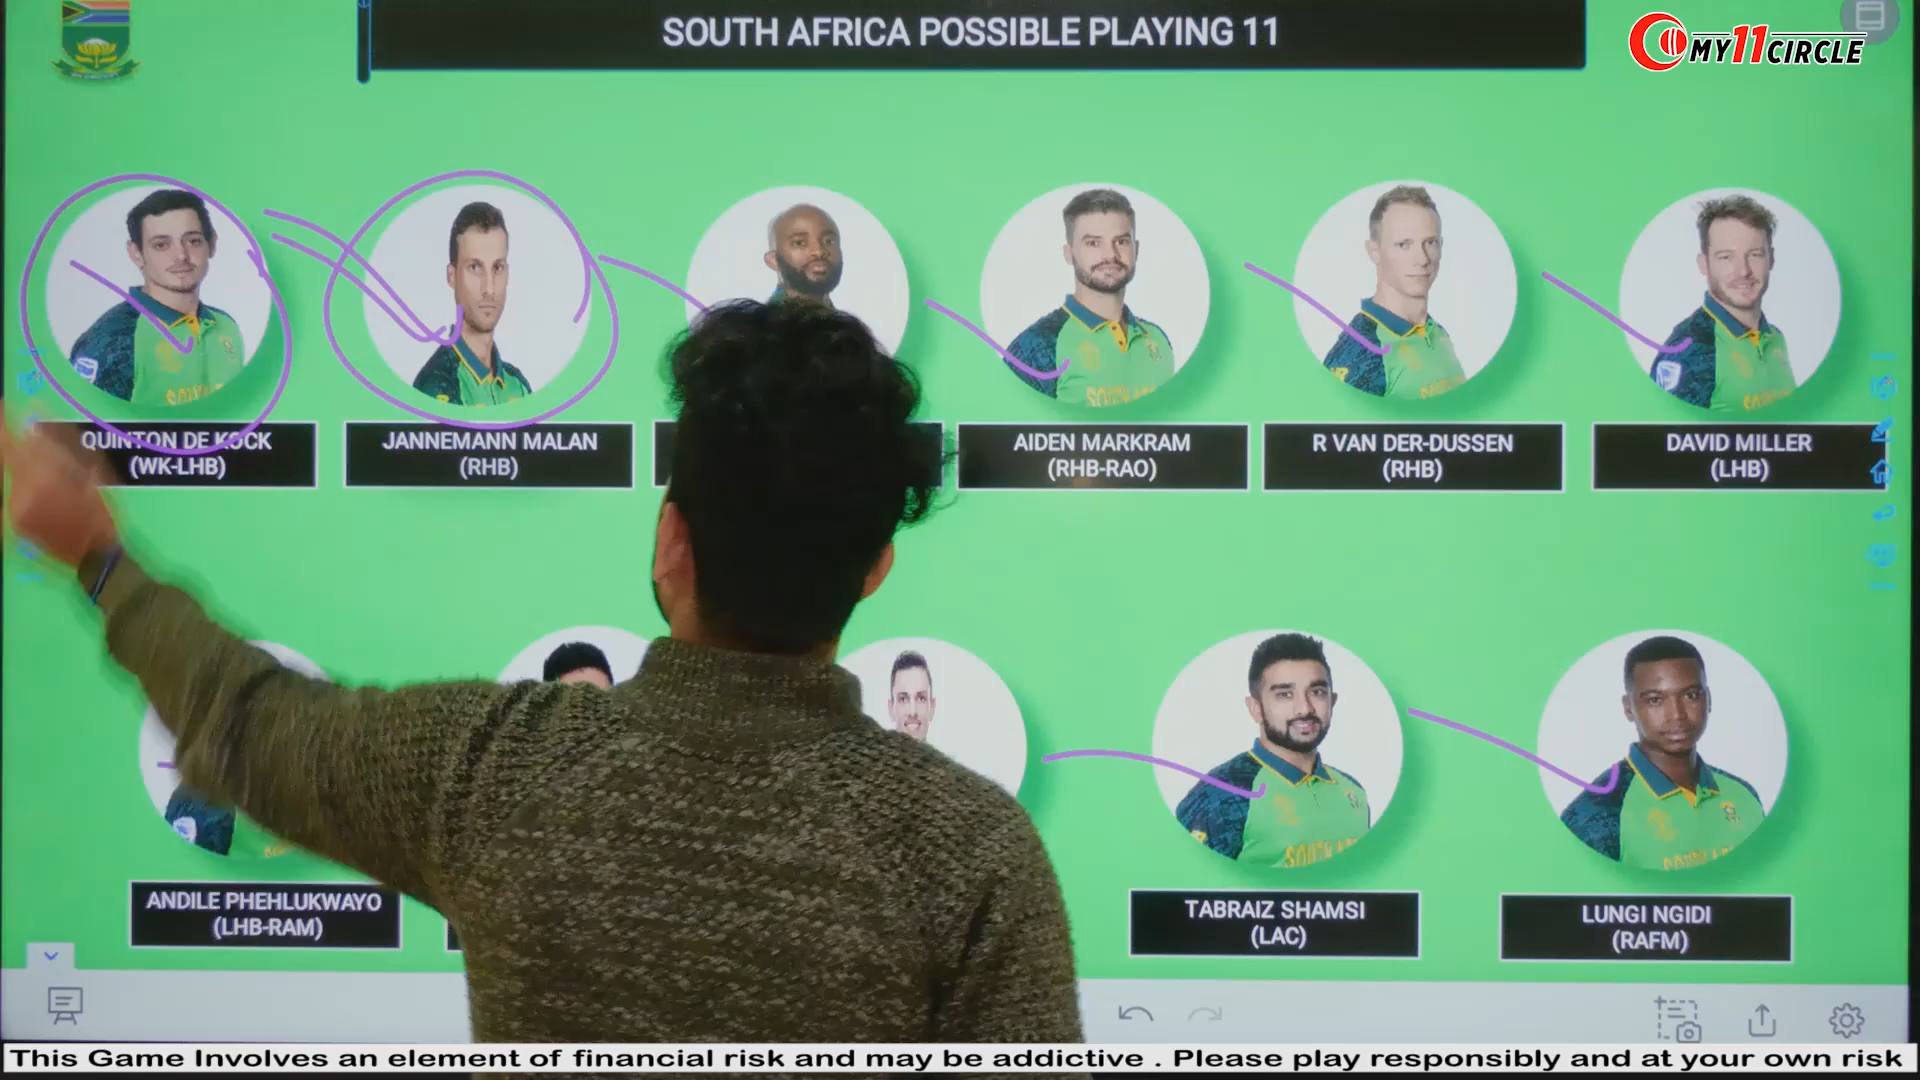 SOUTH AFRICA POSSIBLE PLAYING 11
MY11CIRCLE
QUINTON DE KOCK
(WK-LHB)
JANNEMANN MALAN
(RHB)
AIDEN MARKRAM
(RHB-RAO)
R VAN DER-DUSSEN
(RHB)
DAVID MILLER
(LHB)
ANDILE PHEHLUKWAYO
(LHB-RAM)
TABRAIZ SHAMSI
(LAC)
LUNGI NGIDI
(RAFM)
This Game Involves an element of financial risk and may be addictive . Please play responsibly and at your own risk